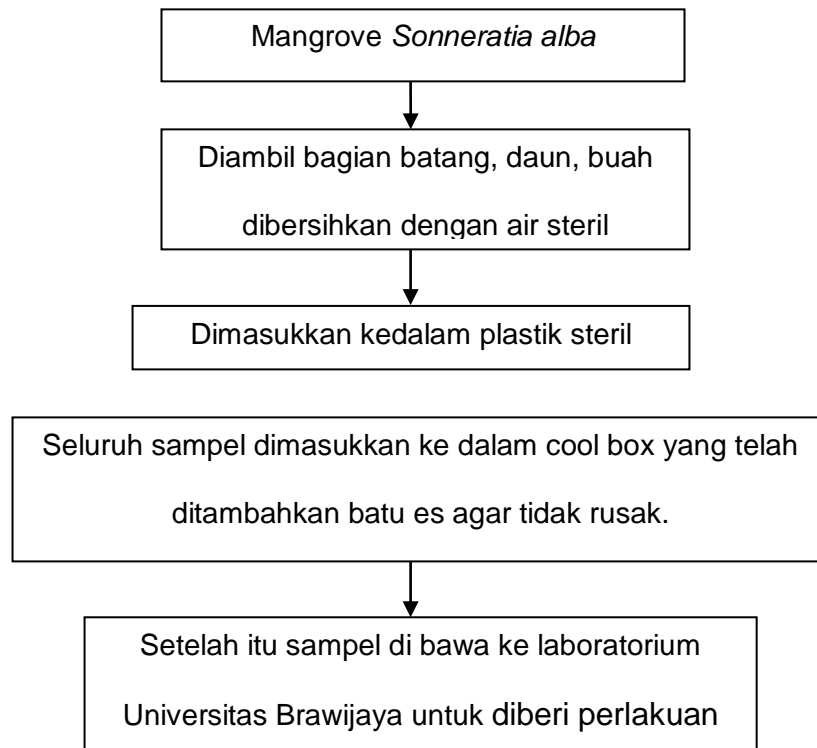 Mangrove Sonneratia alba
Diambil bagian batang, daun, buah
dibersihkan dengan air steril
Dimasukkan kedalam plastik steril
Seluruh sampel dimasukkan ke dalam cool box yang telah
ditambahkan batu es agar tidak rusak.
Setelah itu sampel di bawa ke laboratorium
Universitas Brawijaya untuk diberi perlakuan